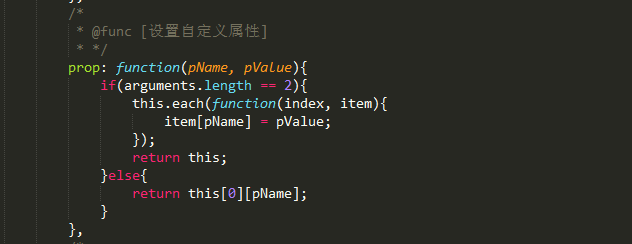 /*
 * @func [设置自定义属性]
 * */
prop: function(pName, pValue){
    if(arguments.length == 2){
        this.each(function(index, item){
            item[pName] = pValue;
        });
        return this;
    }else{
        return this[0][pName];
    }
},